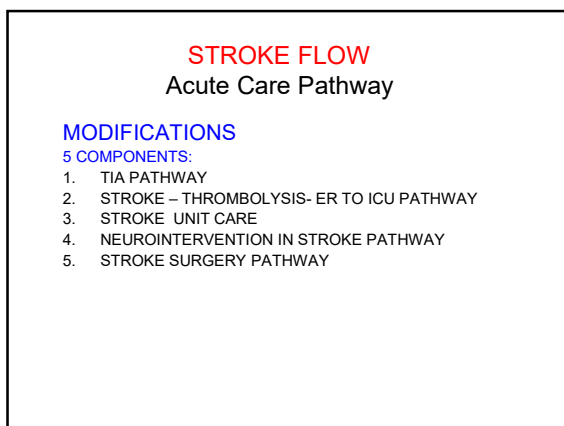 STROKE FLOW
Acute Care Pathway
MODIFICATIONS
5 COMPONENTS:
1. TIA PATHWAY
2. STROKE – THROMBOLYSIS- ER TO ICU PATHWAY
3. STROKE UNIT CARE
4. NEUROINTERVENTION IN STROKE PATHWAY
5. STROKE SURGERY PATHWAY